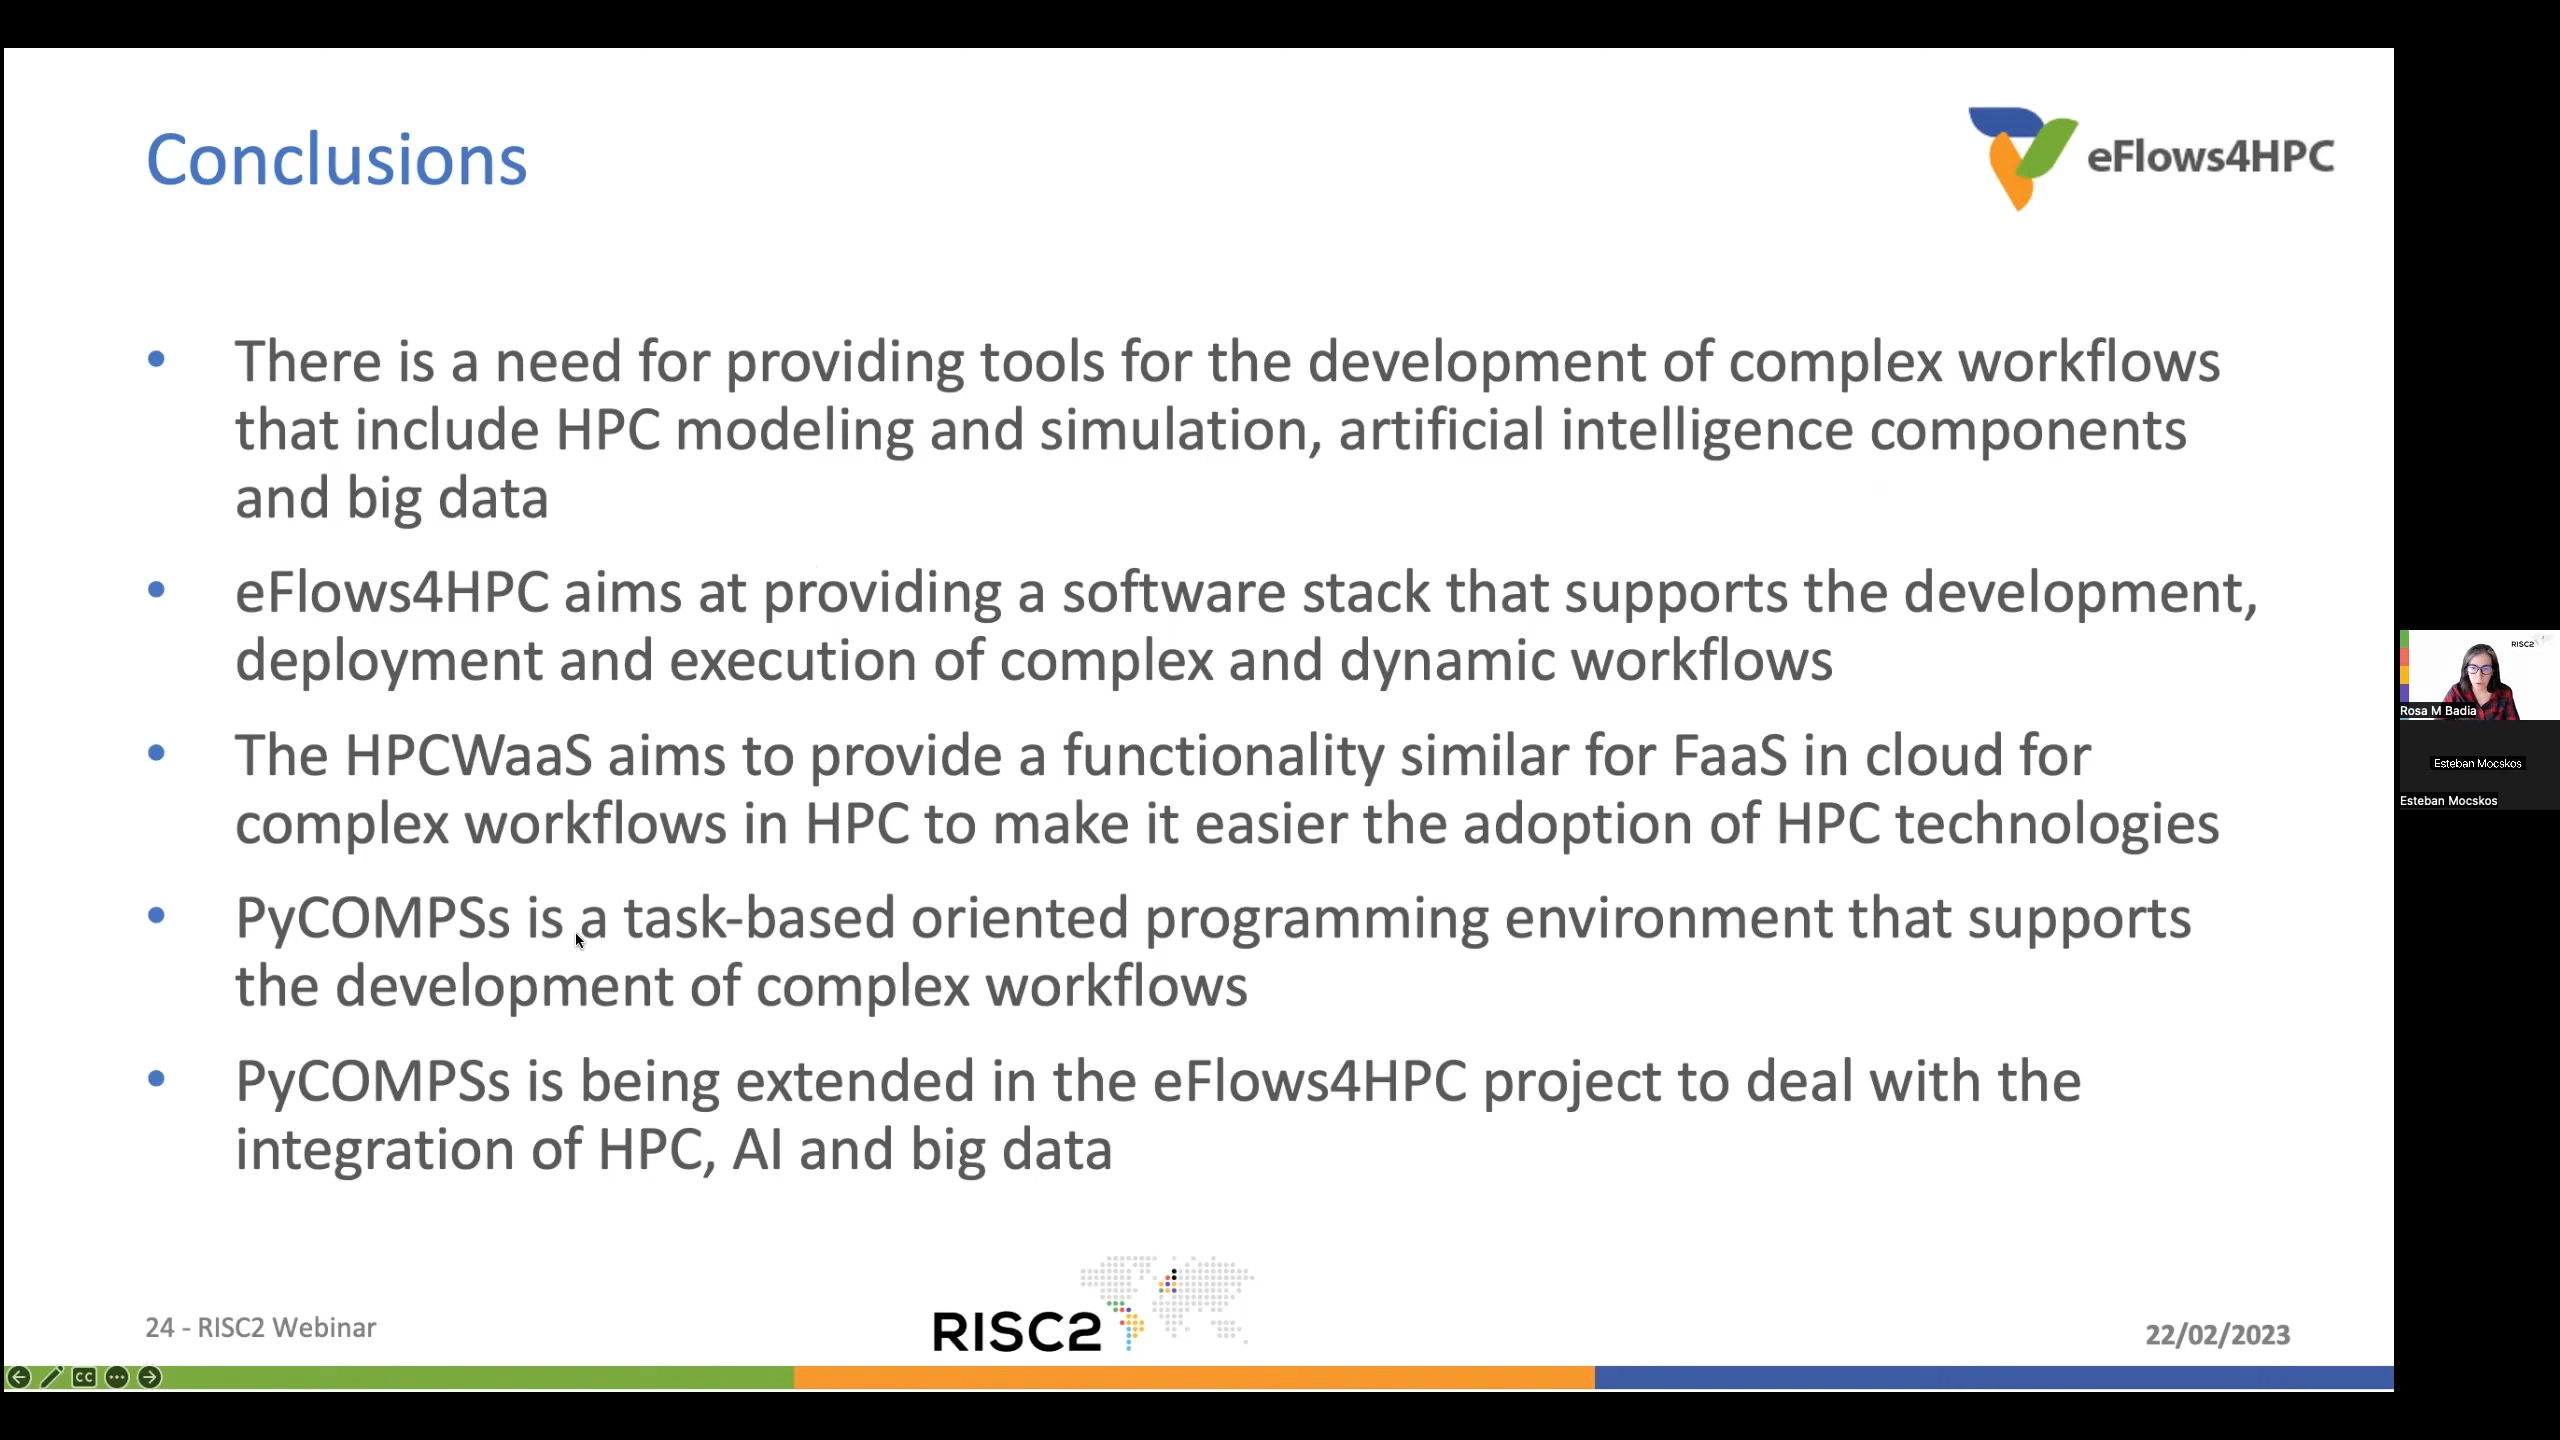 Conclusions
eFlows4HPC
• There is a need for providing tools for the development of complex workflows
that include HPC modeling and simulation, artificial intelligence components
and big data
• eFlows4HPC aims at providing a software stack that supports the development,
deployment and execution of complex and dynamic workflows
• The HPCWaaS aims to provide a functionality similar for FaaS in cloud for
complex workflows in HPC to make it easier the adoption of HPC technologies
• PyCOMPSs is a task-based oriented programming environment that supports
the development of complex workflows
• PyCOMPSs is being extended in the eFlows4HPC project to deal with the
integration of HPC, AI and big data
24 - RISC2 Webinar
RISC2
22/02/2023
CC
RISC2
Rosa M Badia
Esteban Mocskos
Esteban Mocskos